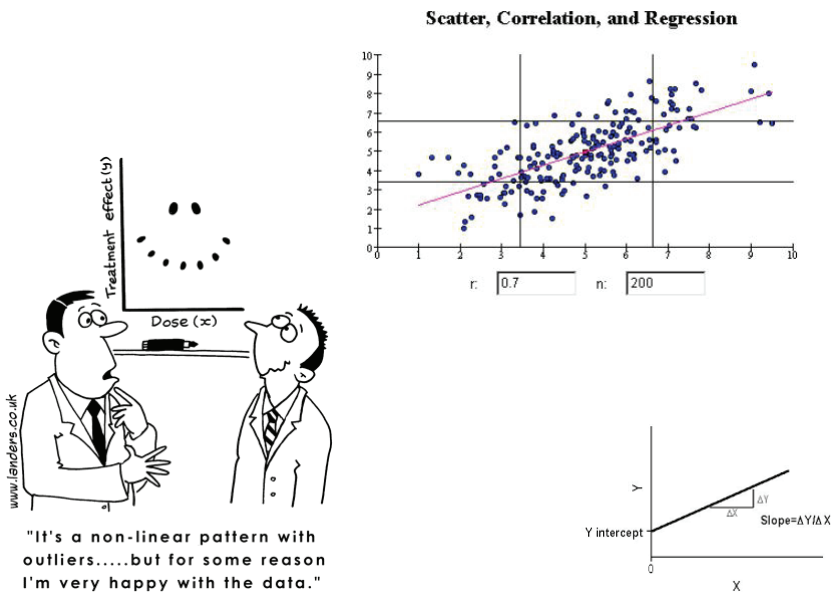 Scatter, Correlation, and Regression
10
9
8
7
6
5
4
3
2
1
0
0 1 2 3 4 5 6 7 8 9 10
r: 0.7 n: 200
Treatment effect (y)
Dose (x)
www.landers.co.uk
"It's a non-linear pattern with
outliers.....but for some reason
I'm very happy with the data."
Y
ΔY
ΔX
Slope=ΔY/ΔX
Y intercept
0
X